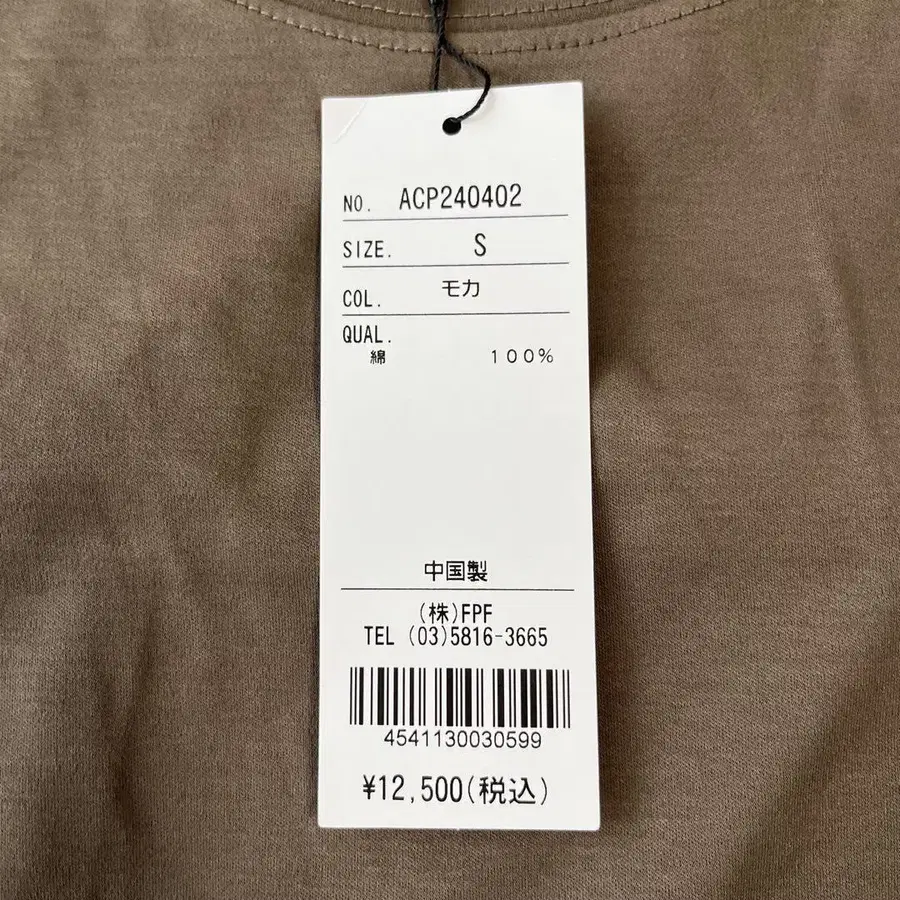 NO. ACP240402
SIZE. S
COL. モカ
QUAL.
綿 100%
中国製
(株)FPF
TEL (03)5816-3665
4541130030599
¥12,500(税込)